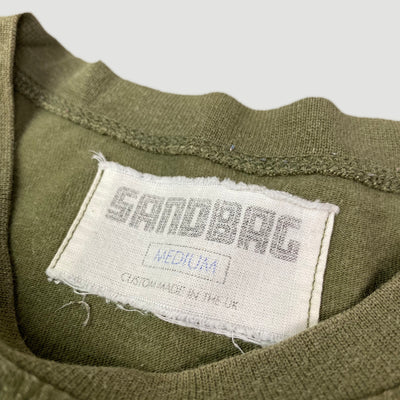 SANDBAG
MEDIUM
CUSTOM MADE IN THE UK